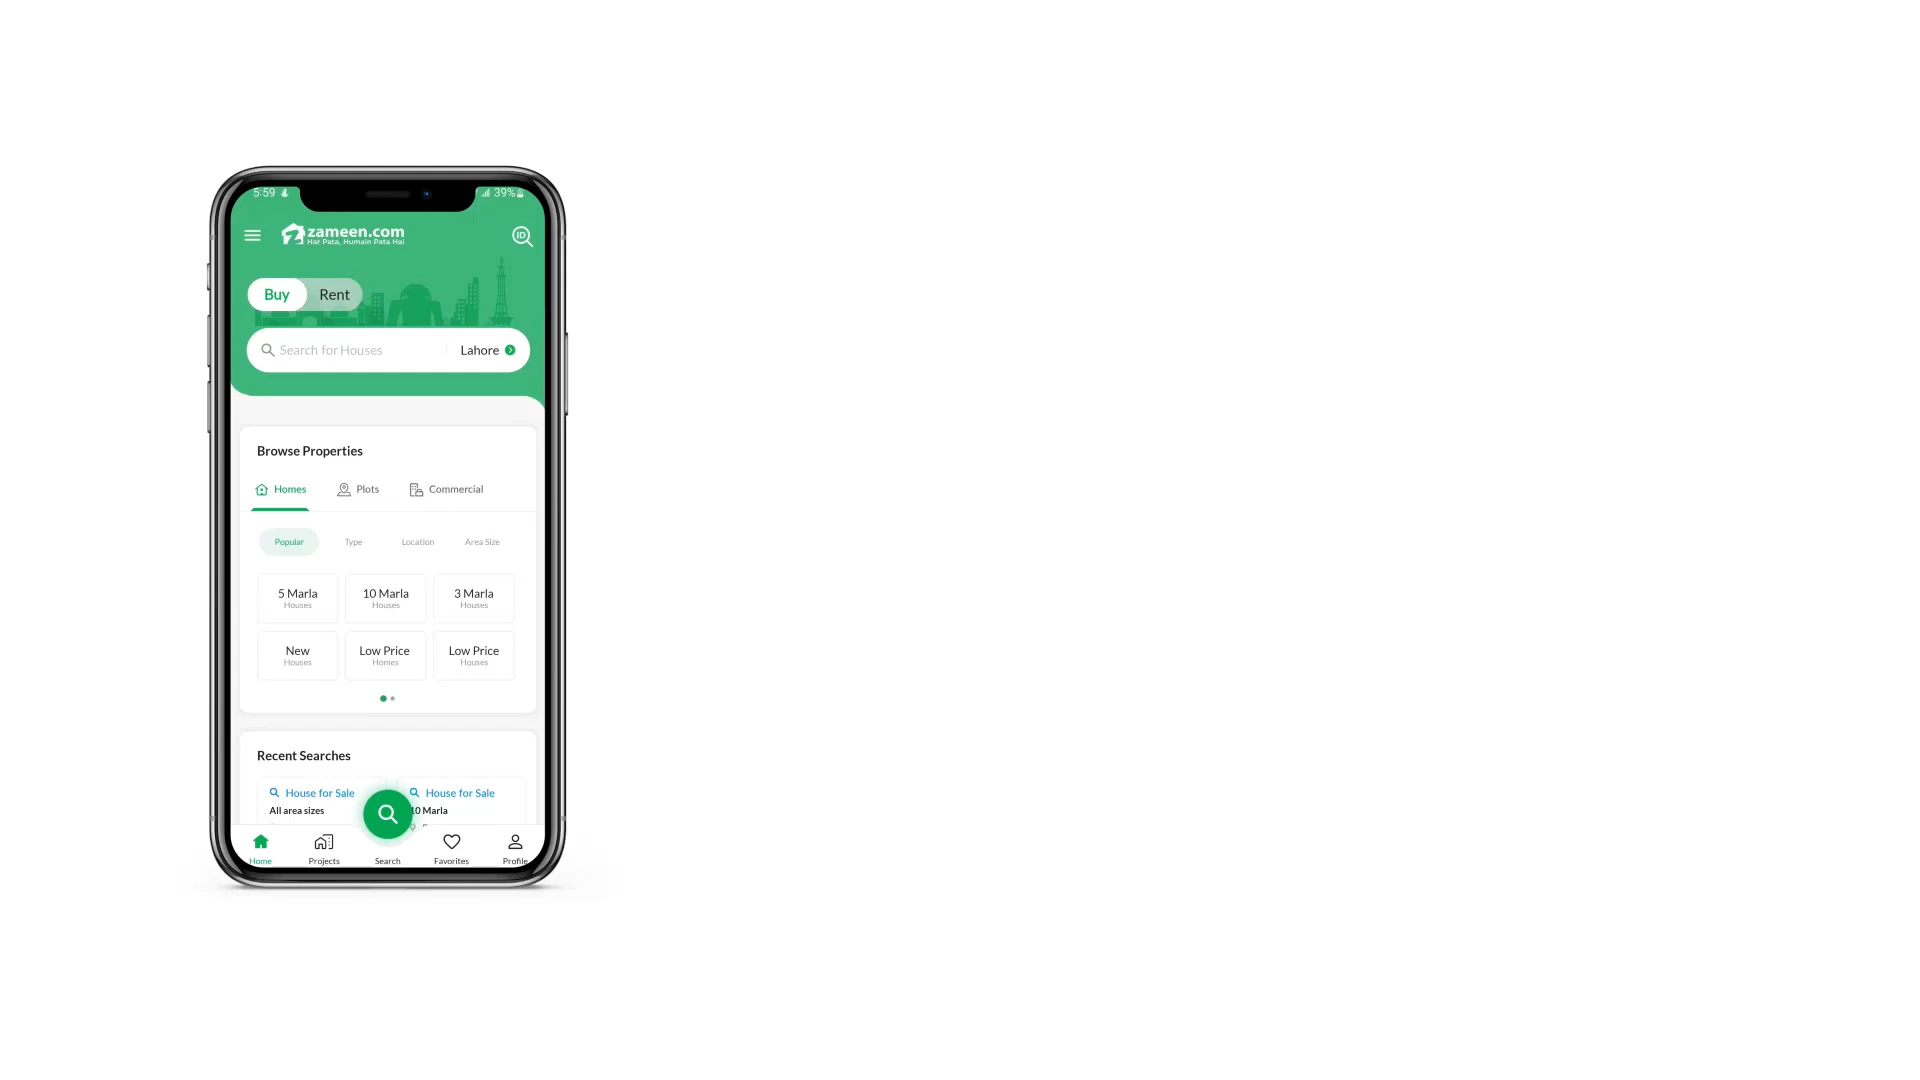 5:59
39%
zameen.com
Har Pata, Humain Pata Hai
ID
Buy Rent
Search for Houses Lahore
Browse Properties
Homes Plots Commercial
Popular Type Location Area Size
5 Marla 10 Marla 3 Marla
Houses Houses Houses
New Low Price Low Price
Houses Homes Houses
Recent Searches
House for Sale House for Sale
All area sizes 10 Marla
Home Projects Search Favorites Profile